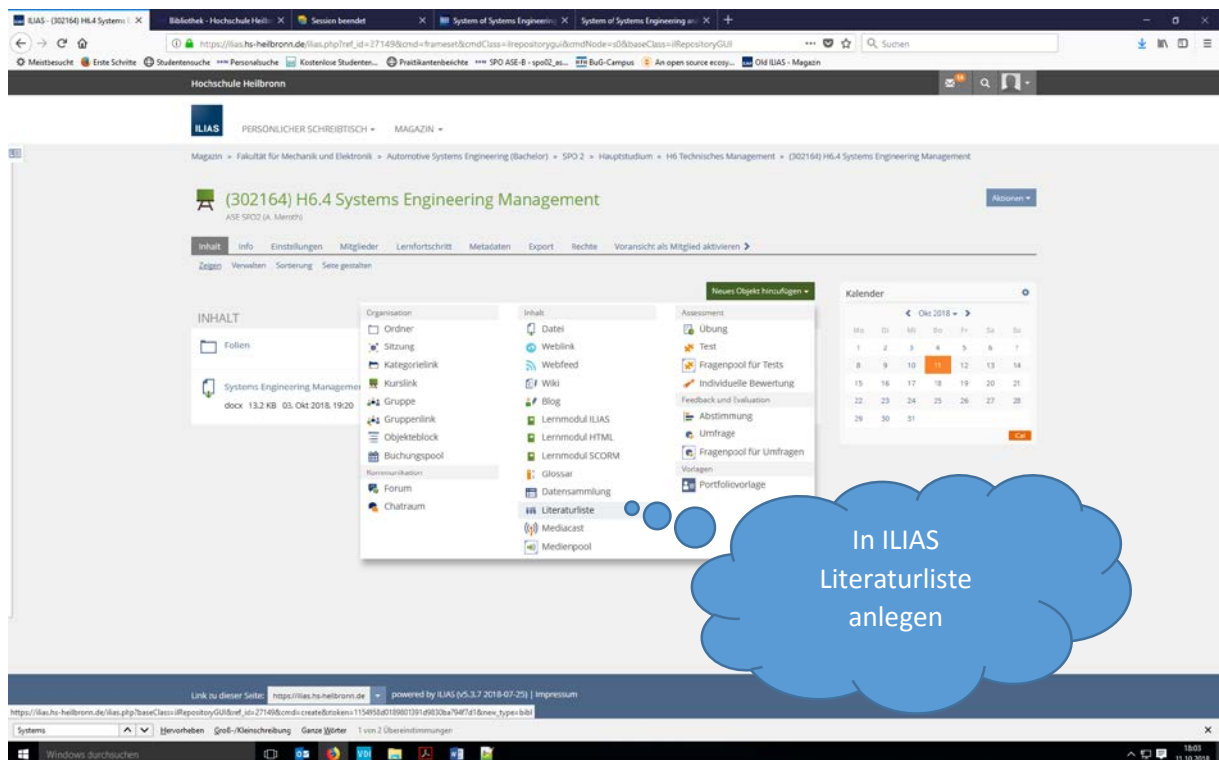 ILIAS - (302164) H6.4 Systems E
Bibliothek - Hochschule Heilb
Session beendet
System of Systems Engineering
System of Systems Engineering an
https://ilias.hs-heilbronn.de/ilias.php?ref_id=27149&cmd=frameset&cmdClass=ilrepositorygui&cmdNode=s0&baseClass=ilRepositoryGUI
Suchen
Meistbesuchte
Erste Schritte
Studentensuche
Personalsuche
Kostenlose Studenten...
Praktikantenbeichte
SPO ASE-B - spo02_as...
BuG-Campus
An open source ecosy...
Old ILIAS - Magazin
Hochschule Heilbronn
ILIAS
PERSÖNLICHER SCHREIBTISCH
MAGAZIN
Magazin » Fakultät für Mechanik und Elektronik » Automotive Systems Engineering (Bachelor) » SPO 2 » Hauptstudium » H6 Technisches Management » (302164) H6.4 Systems Engineering Management
(302164) H6.4 Systems Engineering Management
ASE SPO2 (A. Meroth)
Aktionen
Inhalt Info Einstellungen Mitglieder Lernfortschritt Metadaten Export Rechte Voransicht als Mitglied aktivieren
Zeigen Verwalten Sortierung Seite gestalten
Neues Objekt hinzufügen
INHALT
Folien
Systems Engineering Managemen
docx 13,2 KB 03. Okt 2018, 19:20
Organisation
Ordner
Sitzung
Kategorielink
Kurslink
Gruppe
Gruppenlink
Objekteblock
Buchungspool
Kommunikation
Forum
Chatraum
Inhalt
Datei
Weblink
Webfeed
Wiki
Blog
Lernmodul ILIAS
Lernmodul HTML
Lernmodul SCORM
Glossar
Datensammlung
Literaturliste
Mediacast
Medienpool
Assessment
Übung
Test
Fragenpool für Tests
Individuelle Bewertung
Feedback und Evaluation
Abstimmung
Umfrage
Fragenpool für Umfragen
Vorlagen
Portfoliovorlage
Kalender
Okt 2018
Mo Di Mi Do Fr Sa So
1 2 3 4 5 6 7
8 9 10 11 12 13 14
15 16 17 18 19 20 21
22 23 24 25 26 27 28
29 30 31
iCal
In ILIAS
Literaturliste
anlegen
Link zu dieser Seite: https://ilias.hs-heilbronn.de powered by ILIAS (v5.3.7 2018-07-25) | Impressum
Systems
Hervorheben Groß-/Kleinschreibung Ganze Wörter 1 von 2 Übereinstimmungen
Windows durchsuchen
VDI
18:03
11.10.2018